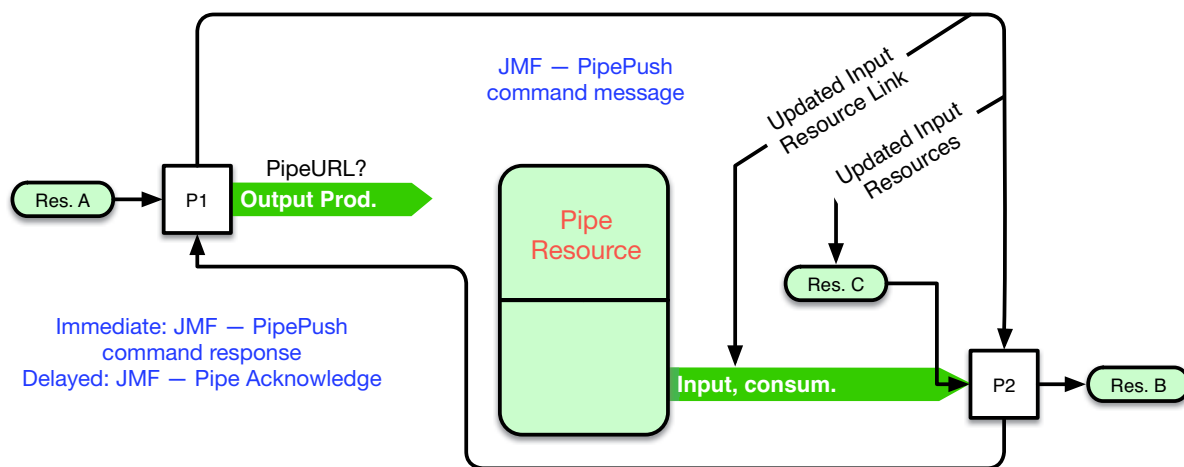 JMF — PipePush
command message
Updated Input
Resource Link
Updated Input
Resources
PipeURL?
Res. A
P1
Output Prod.
Pipe
Resource
Res. C
Immediate: JMF — PipePush
command response
Delayed: JMF — Pipe Acknowledge
Input, consum.
P2
Res. B